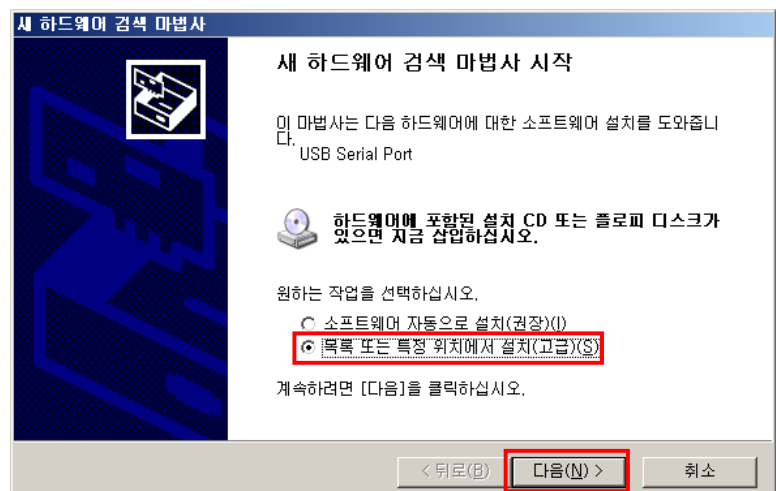 새 하드웨어 검색 마법사
새 하드웨어 검색 마법사 시작
이 마법사는 다음 하드웨어에 대한 소프트웨어 설치를 도와줍니
다.
USB Serial Port
하드웨어에 포함된 설치 CD 또는 플로피 디스크가
있으면 지금 삽입하십시오.
원하는 작업을 선택하십시오.
소프트웨어 자동으로 설치(권장)(I)
목록 또는 특정 위치에서 설치(고급)(S)
계속하려면 [다음]을 클릭하십시오.
< 뒤로(B) 다음(N) > 취소